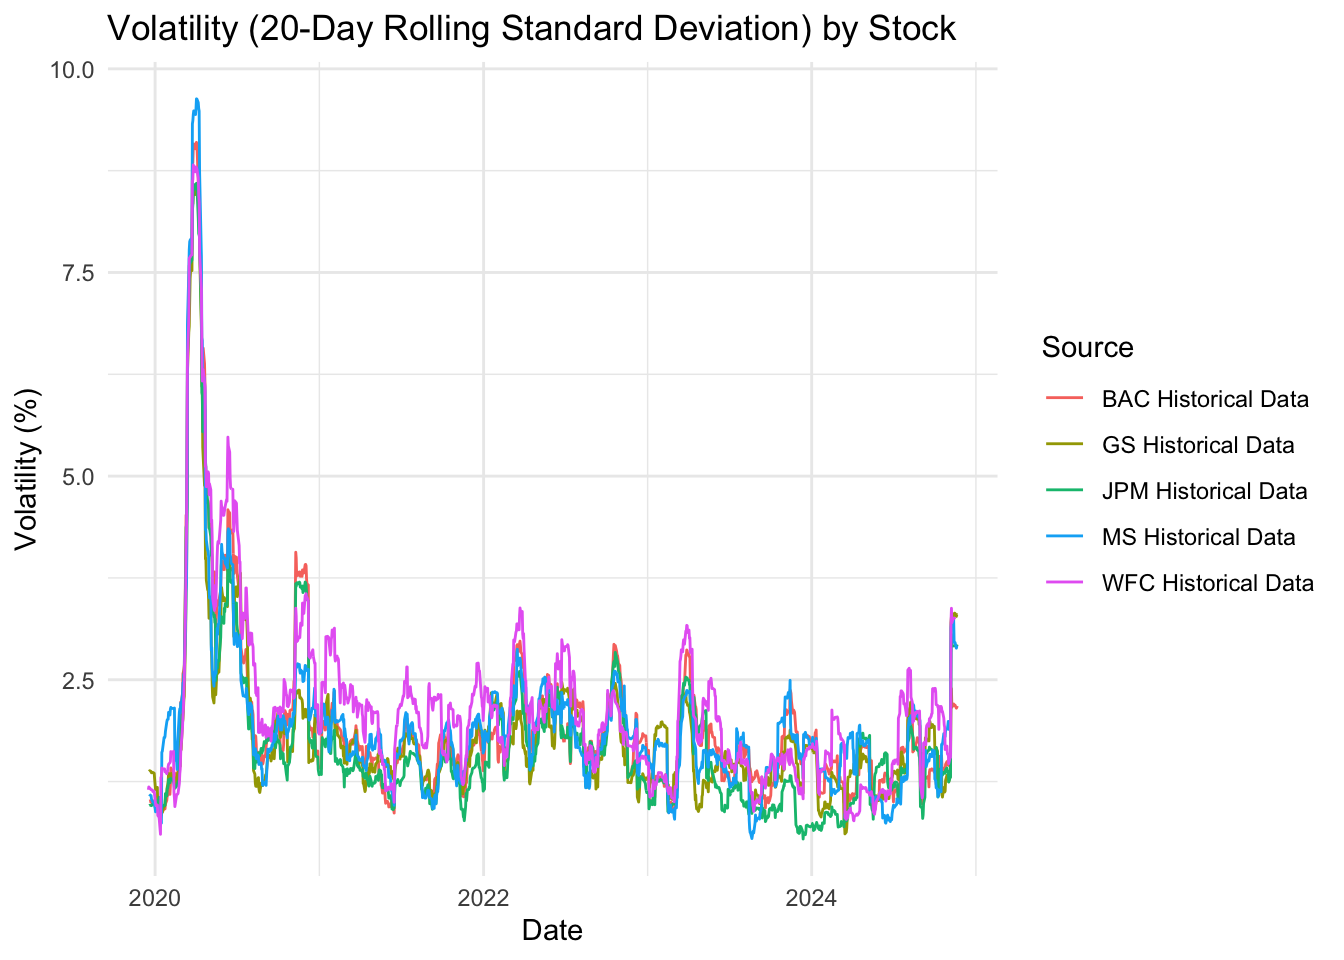 Volatility (20-Day Rolling Standard Deviation) by Stock
10.0
7.5
5.0
2.5
Volatility (%)
2020
2022
2024
Date
Source
BAC Historical Data
GS Historical Data
JPM Historical Data
MS Historical Data
WFC Historical Data